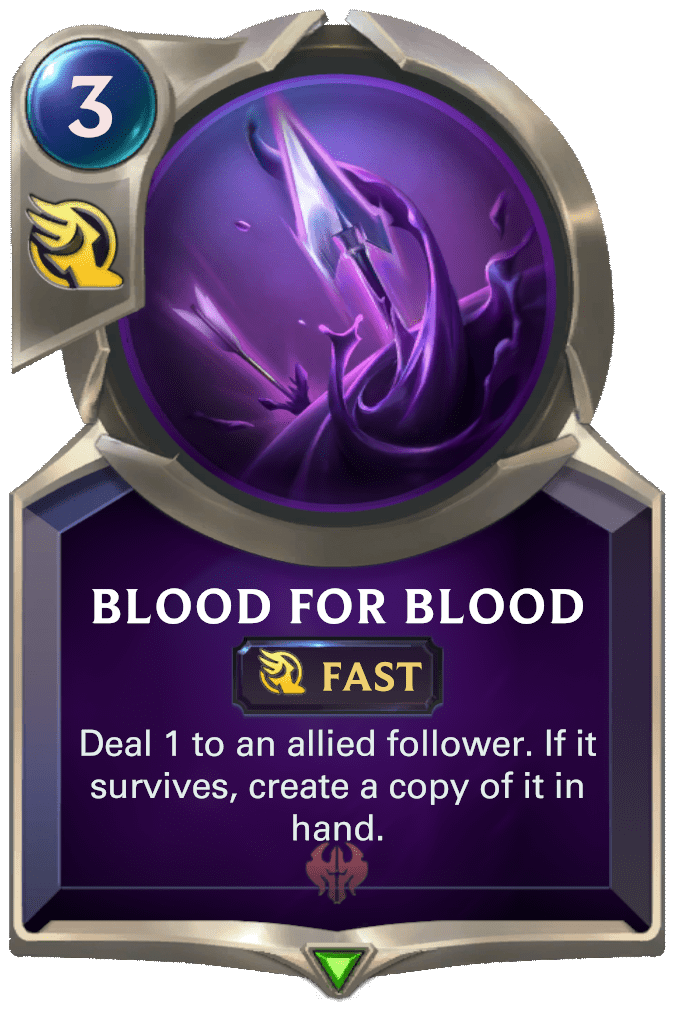 3
BLOOD FOR BLOOD
FAST
Deal 1 to an allied follower. If it
survives, create a copy of it in
hand.